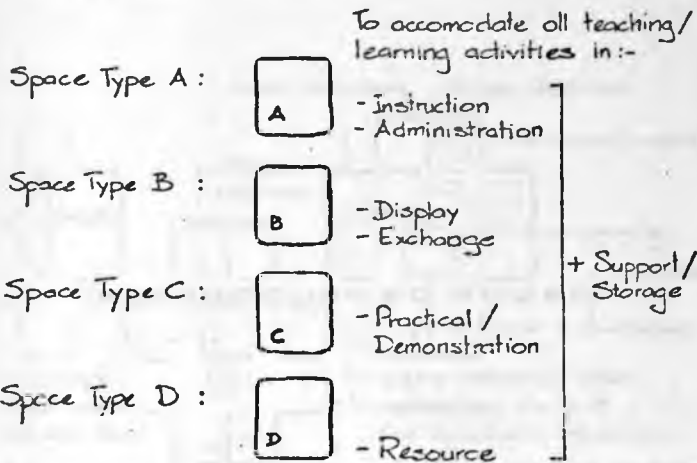 To accomodate all teaching/
learning activities in:-
Space Type A :
A
- Instruction
- Administration
Space Type B :
B
- Display
- Exchange
+ Support/
Storage
Space Type C :
C
- Practical /
Demonstration
Space Type D :
D
- Resource